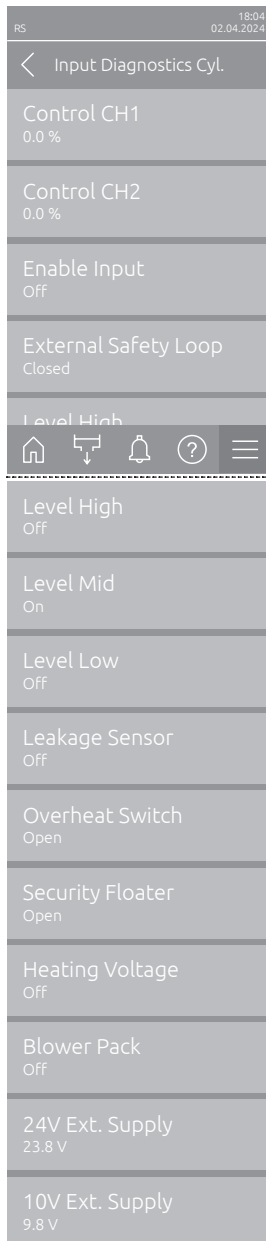 18:04
RS 02.04.2024
Input Diagnostics Cyl.
Control CH1
0.0 %
Control CH2
0.0 %
Enable Input
Off
External Safety Loop
Closed
Level High
?
Level High
Off
Level Mid
On
Level Low
Off
Leakage Sensor
Off
Overheat Switch
Open
Security Floater
Open
Heating Voltage
Off
Blower Pack
Off
24V Ext. Supply
23.8 V
10V Ext. Supply
9.8 V